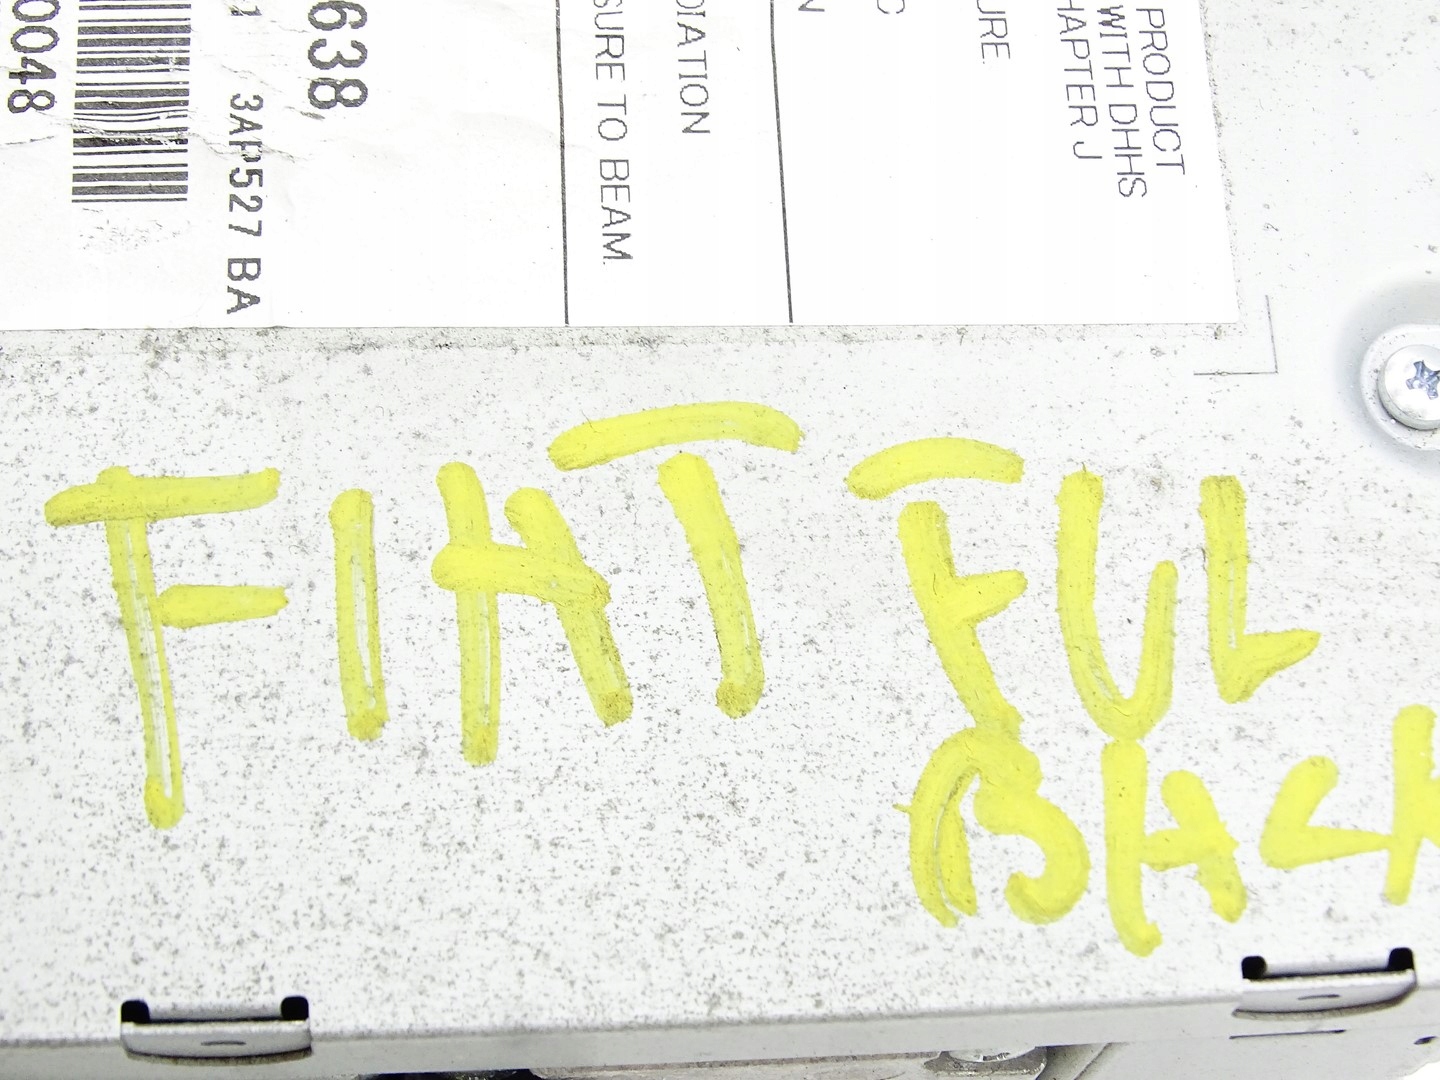 0048
3AP527 BA
638
SURE TO BEAM.
DIATION
N
C
URE
HAPTER J
WITH DHHS
PRODUCT
FIAT FUL
BACK